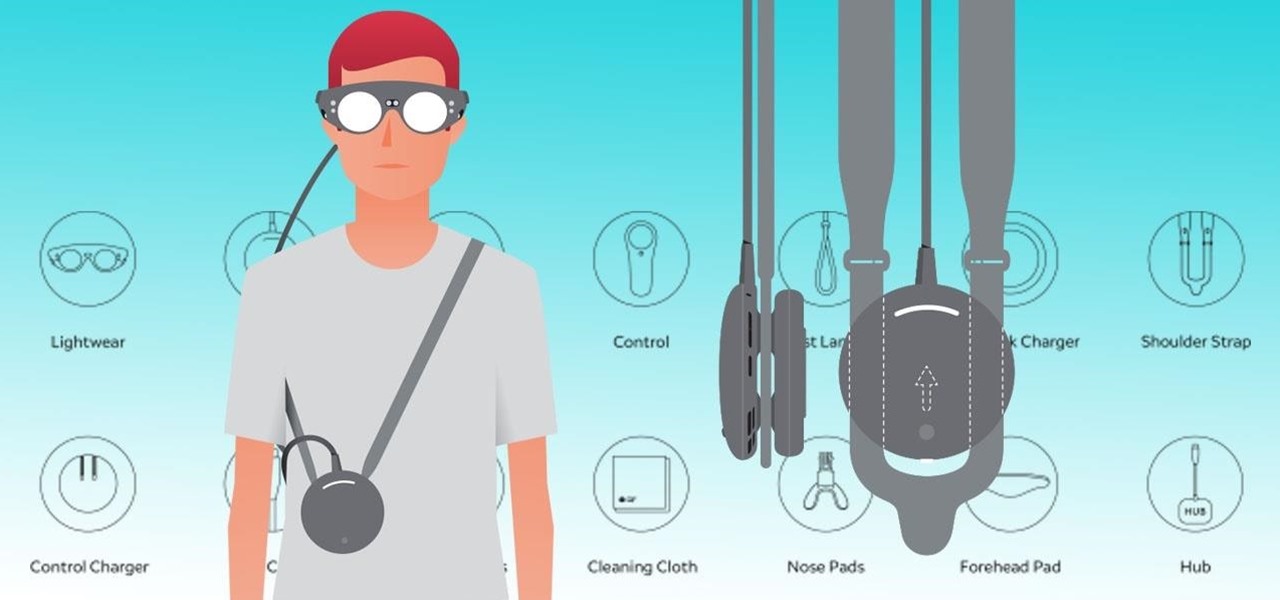 Lightwear
Control
st Lan
k Charger
Shoulder Strap
HUB
Control Charger
C
s
Cleaning Cloth
Nose Pads
Forehead Pad
Hub